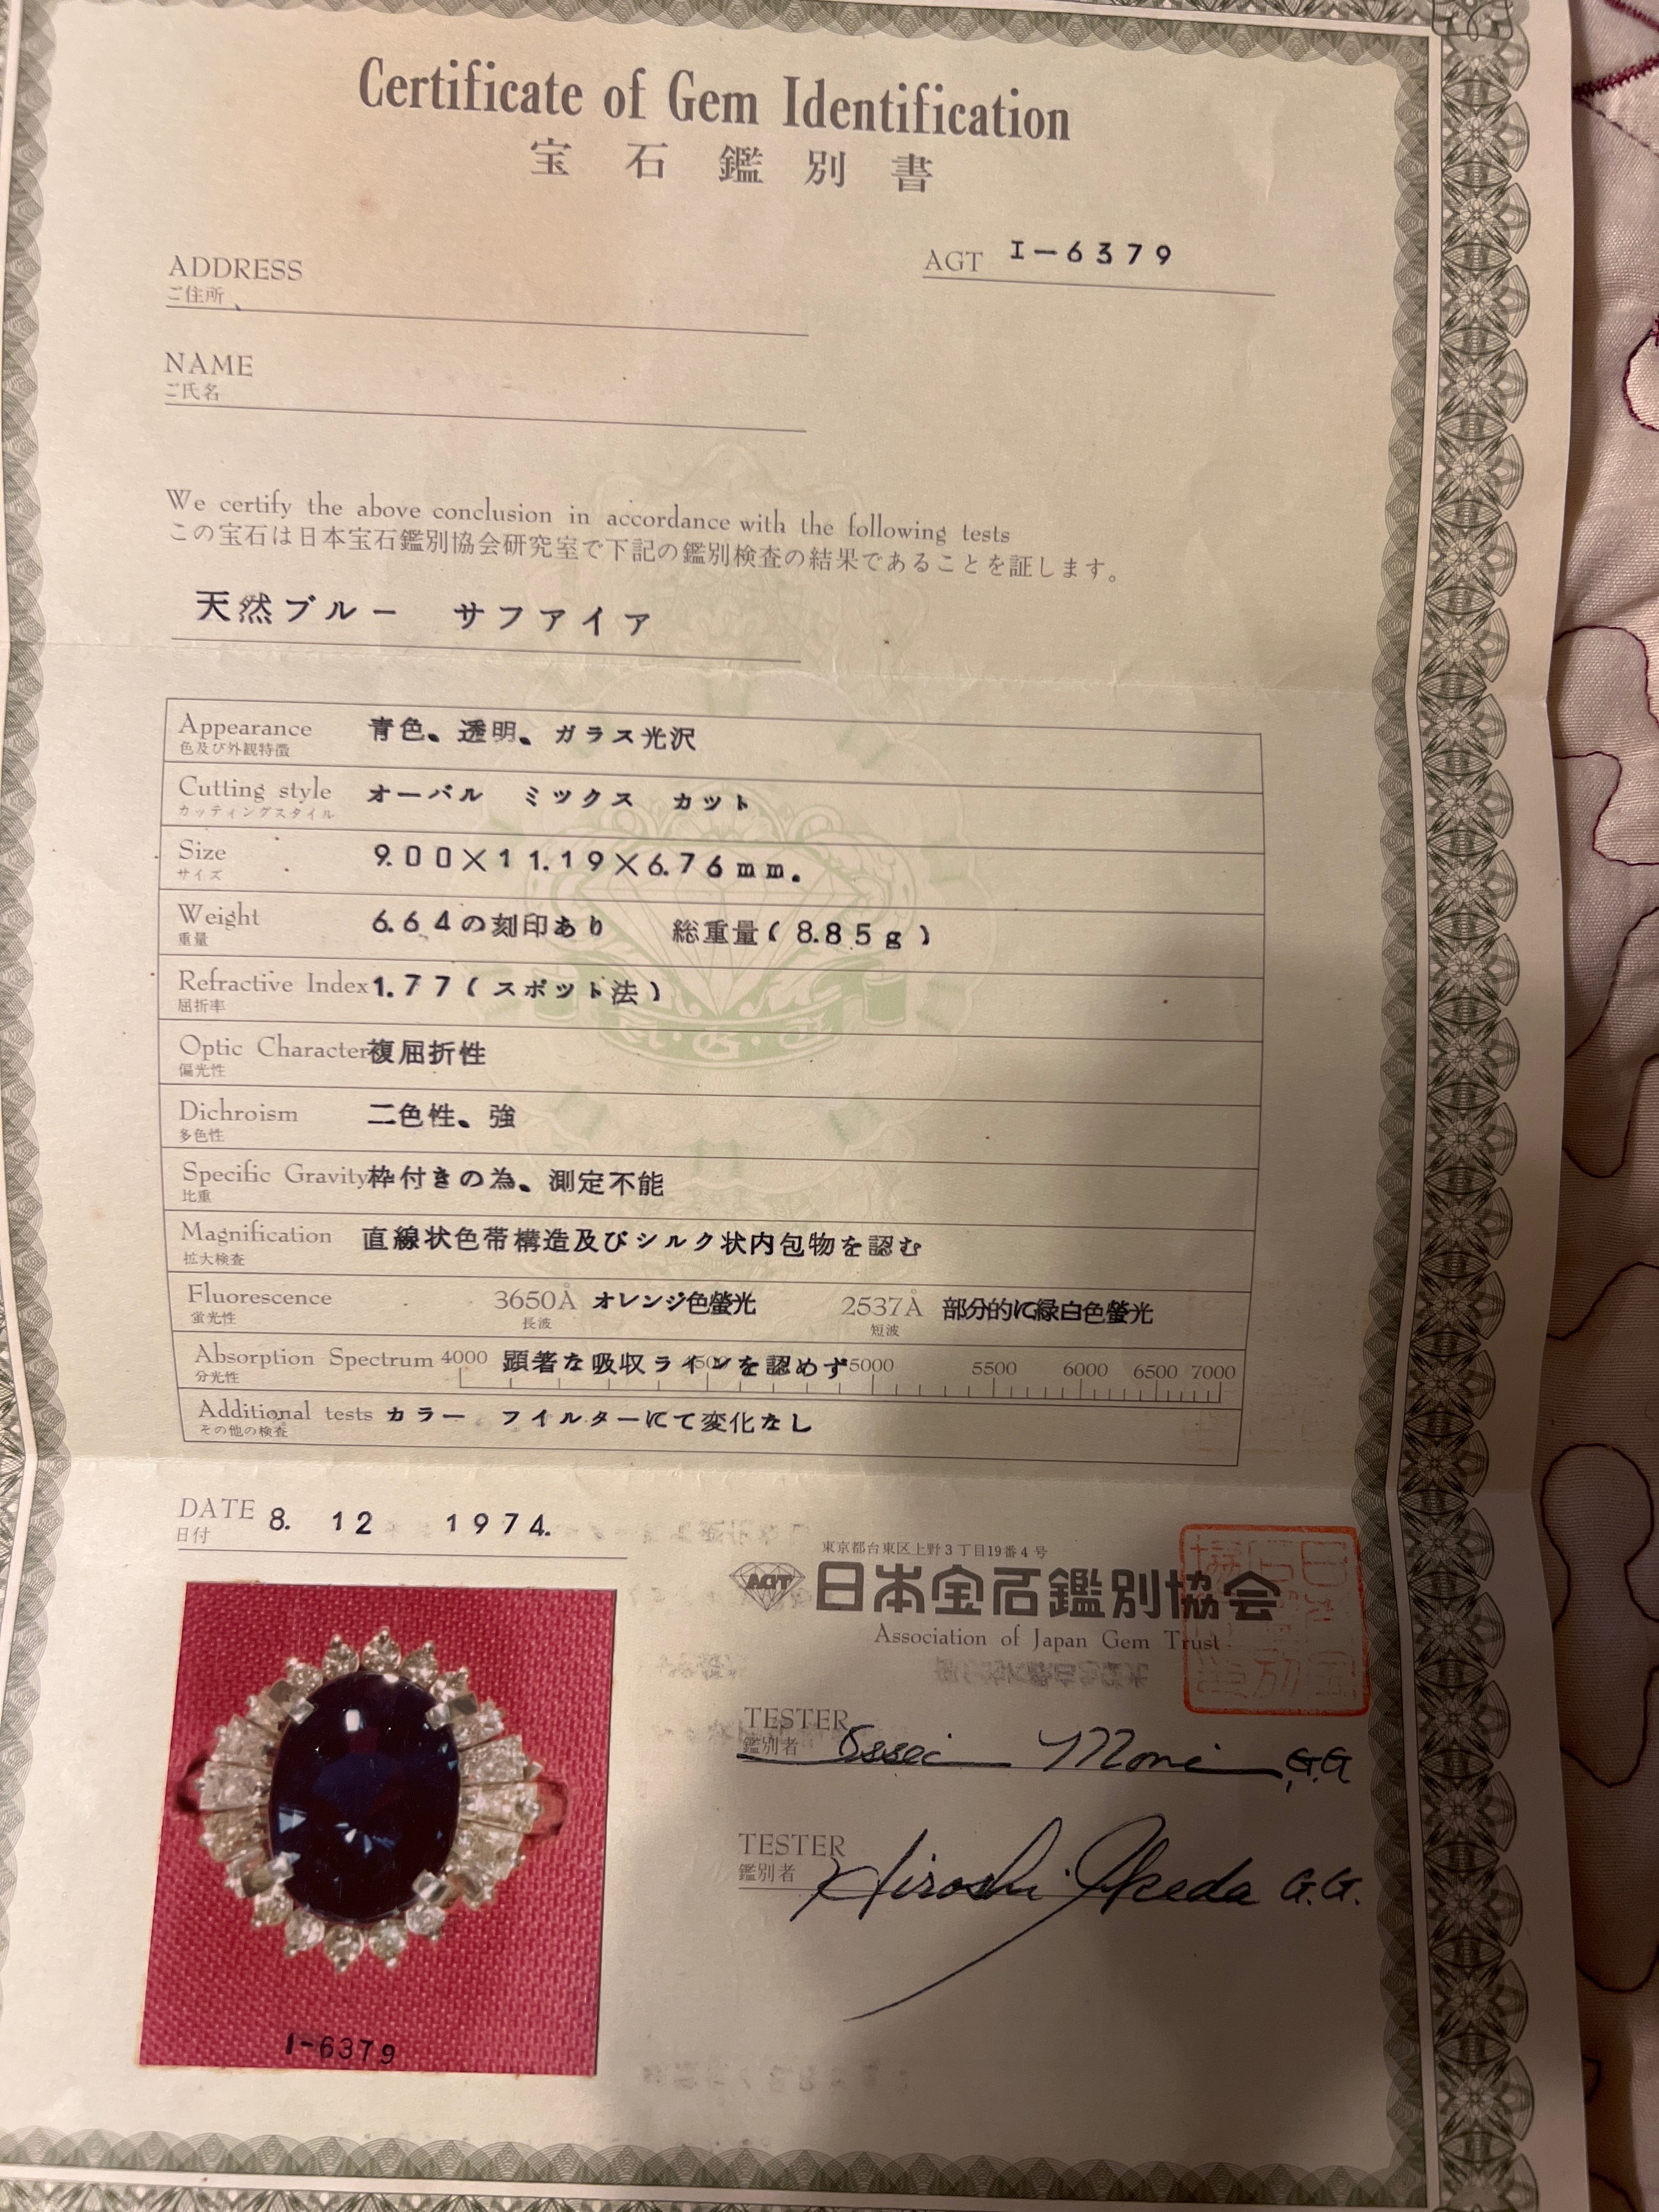 Certificate of Gem Identification
宝石鑑別書
AGT I-6379
ADDRESS
ご住所
NAME
ご氏名
We certify the above conclusion in accordance with the following tests
この宝石は日本宝石鑑別協会研究室で下記の鑑別検査の結果であることを証します。
天然ブルー サファイア
Appearance 青色、透明、ガラス光沢
色及び外観特徴
Cutting style オーバル ミックス カット
カッティングスタイル
Size 9.00×11.19×6.76mm.
サイズ
Weight 6.64の刻印あり 総重量(8.85g)
重量
Refractive Index 1.77(スポット法)
屈折率
Optic Character 複屈折性
偏光性
Dichroism 二色性、強
多色性
Specific Gravity 枠付きの為、測定不能
比重
Magnification 直線状色帯構造及びシルク状内包物を認む
拡大検査
Fluorescence 3650Å オレンジ色螢光 2537Å 部分的に緑白色螢光
蛍光性 長波 短波
Absorption Spectrum 4000 顕著な吸収ラインを認めず 5000 5500 6000 6500 7000
分光性
Additional tests カラー フイルターにて変化なし
その他の検査
DATE 8. 12 1974.
日付
東京都台東区上野3丁目19番4号
AGT 日本宝石鑑別協会
Association of Japan Gem Trust
TESTER
鑑別者 Issei Mori G.G
TESTER
鑑別者 Hiroshi Ikeda G.G.
I-6379
A·G·T